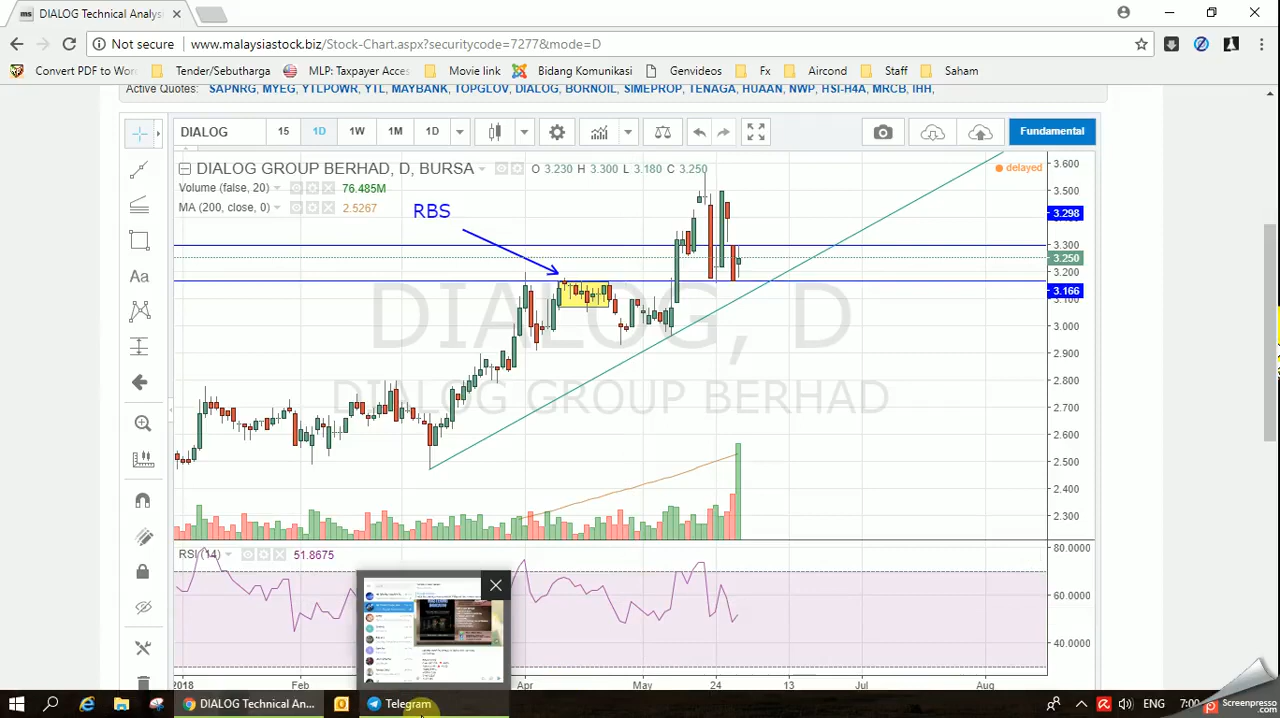 DIALOG Technical Analys
Not secure
www.malaysiastock.biz/Stock-Chart.aspx?securitycode=7277&mode=D
Convert PDF to Wor
Tender/Sebutharga
MLP: Taxpayer Acces
Movie link
Bidang Komunikasi
Genvideos
Fx
Aircond
Staff
Saham
Active Quotes: SAPNRG, MYEG, YTLPOWR, YTL, MAYBANK, TOPGLOV, DIALOG, BORNOIL, SIMEPROP, TENAGA, HUAAN, NWP, HSI-H4A, MRCB, IHH,
DIALOG 15 1D 1W 1M 1D
Fundamental
DIALOG GROUP BERHAD, D, BURSA
O 3.230 H 3.300 L 3.180 C 3.250
delayed
Volume (false, 20) 76.485M
MA (200, close, 0) 2.5267
RBS
Aa
DIALOG, D
DIALOG GROUP BERHAD
3.600
3.500
3.298
3.300
3.250
3.200
3.166
3.100
3.000
2.900
2.800
2.700
2.600
2.500
2.400
2.300
RSI (14) 51.8675
80.0000
60.0000
40.0000
2018 Feb Apr May 24 13 Jul Aug
DIALOG Technical An...
Telegram
ENG
7:00
Screenpresso
.com